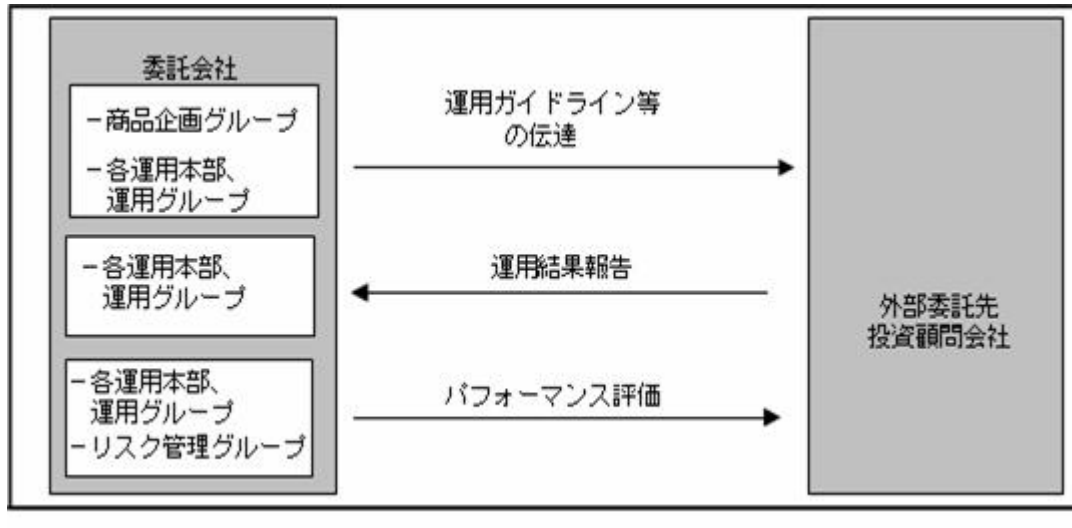 委託会社
－商品企画グループ
－各運用本部、
運用グループ
運用ガイドライン等
の伝達
－各運用本部、
運用グループ
運用結果報告
－各運用本部、
運用グループ
－リスク管理グループ
パフォーマンス評価
外部委託先
投資顧問会社